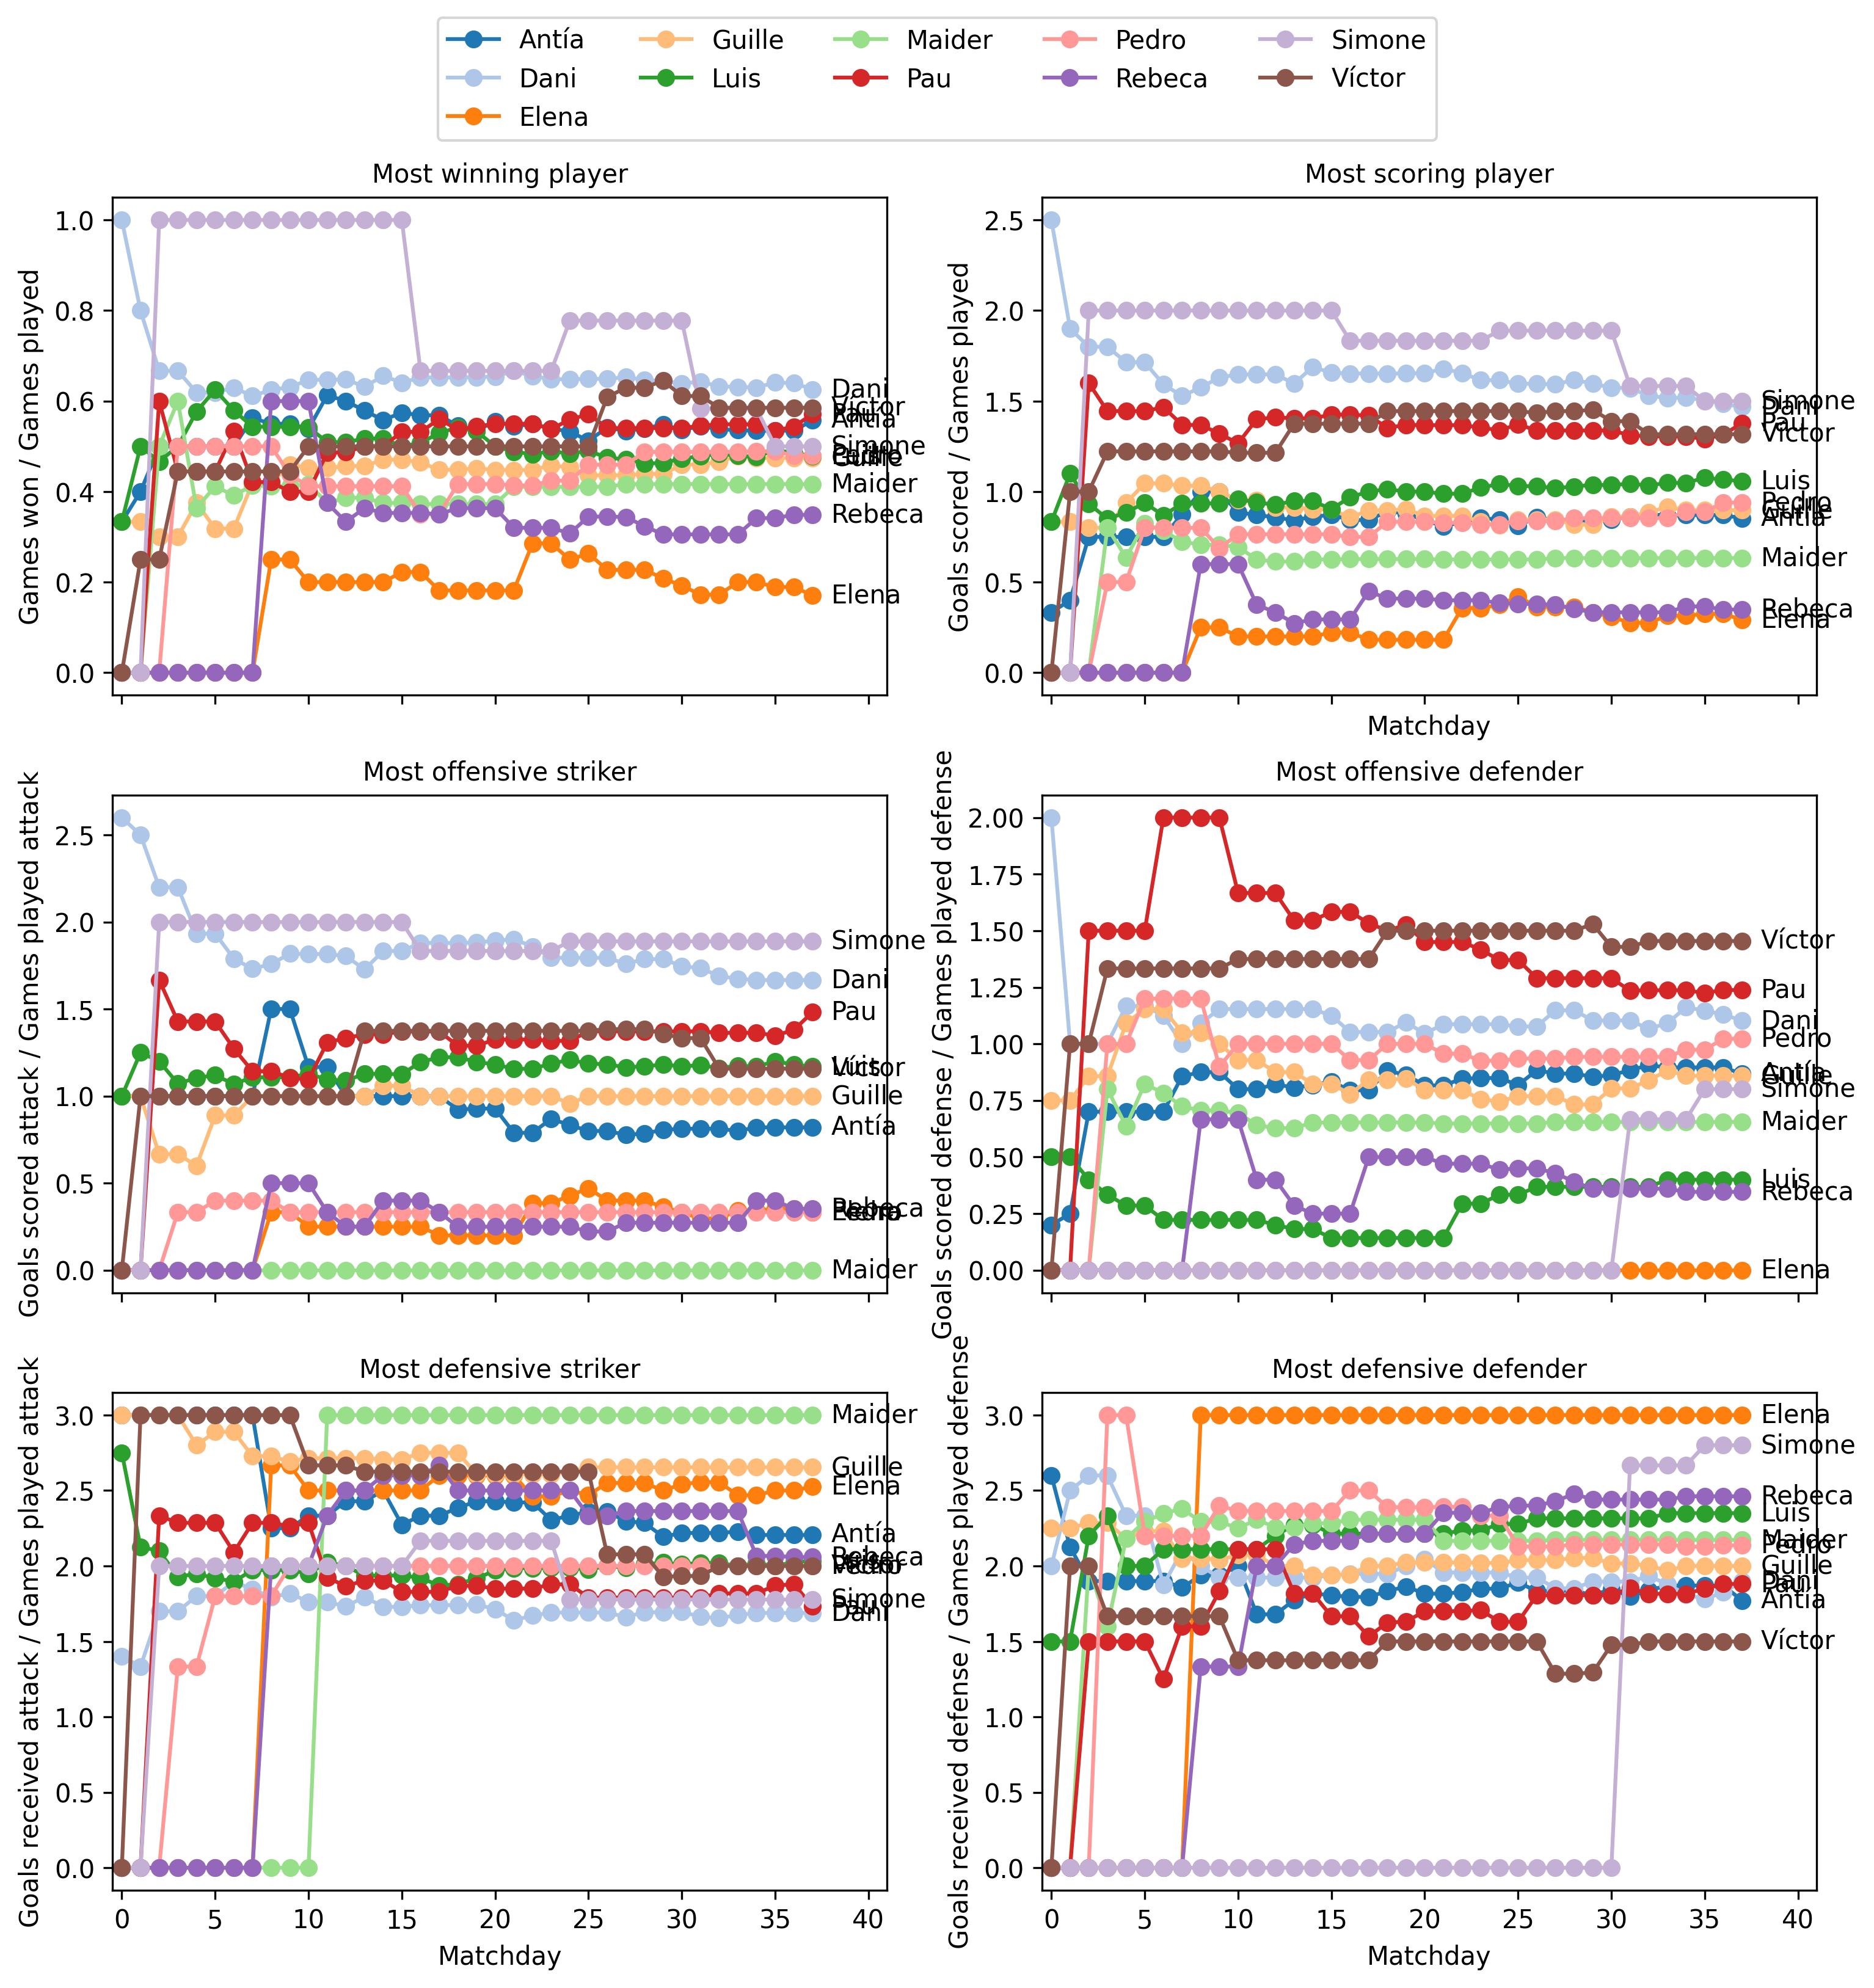 Antía Guille Maider Pedro Simone
Dani Luis Pau Rebeca Víctor
Elena
Most winning player
Games won / Games played
1.0
0.8
0.6
0.4
0.2
0.0
Dani
Víctor
Pau
Antía
Simone
Guille
Maider
Rebeca
Elena
Most scoring player
Goals scored / Games played
2.5
2.0
1.5
1.0
0.5
0.0
Simone
Dani
Pau
Víctor
Luis
Pedro
Guille
Antía
Maider
Rebeca
Elena
Matchday
Most offensive striker
Goals scored attack / Games played attack
2.5
2.0
1.5
1.0
0.5
0.0
Simone
Dani
Pau
Luis
Víctor
Guille
Antía
Rebeca
Pedro
Maider
Most offensive defender
Goals scored defense / Games played defense
2.00
1.75
1.50
1.25
1.00
0.75
0.50
0.25
0.00
Víctor
Pau
Dani
Pedro
Antía
Guille
Simone
Maider
Luis
Rebeca
Elena
Most defensive striker
Goals received attack / Games played attack
3.0
2.5
2.0
1.5
1.0
0.5
0.0
Maider
Guille
Elena
Antía
Rebeca
Simone
Pau
Dani
0 5 10 15 20 25 30 35 40
Matchday
Most defensive defender
Goals received defense / Games played defense
3.0
2.5
2.0
1.5
1.0
0.5
0.0
Elena
Simone
Rebeca
Luis
Maider
Pedro
Guille
Dani
Pau
Antía
Víctor
0 5 10 15 20 25 30 35 40
Matchday